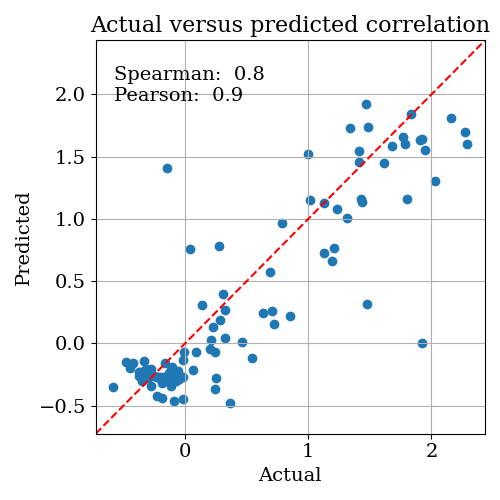 Actual versus predicted correlation
Spearman:  0.8
Pearson:  0.9
2.0
1.5
1.0
0.5
0.0
−0.5
Predicted
0 1 2
Actual